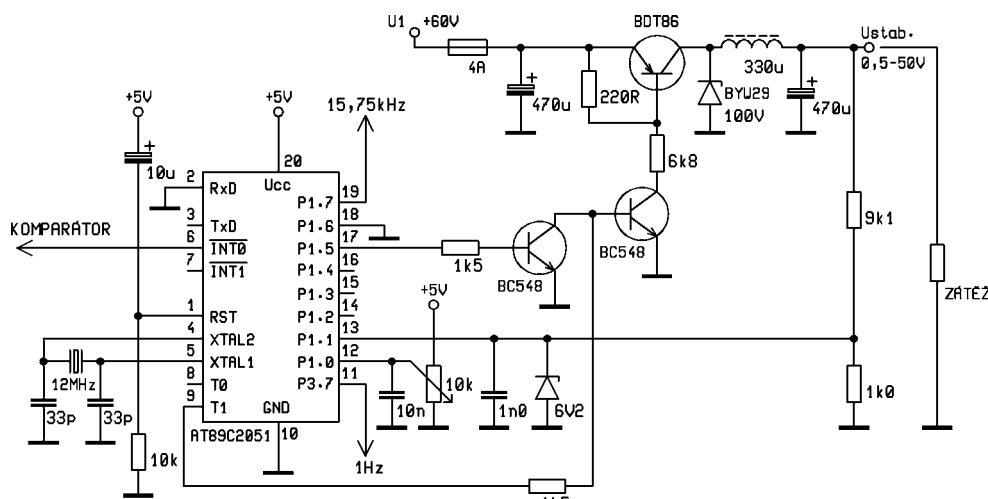 U1 +60V
4A
470u
220R
BDT86
6k8
BYW29
100V
330u
470u
Ustab.
0,5-50V
9k1
1k0
ZÁTĚŽ
+5V
10u
+5V
15,75kHz
20
Ucc
2 RxD
3 TxD
6 INT0
7 INT1
1 RST
4 XTAL2
5 XTAL1
8 T0
9 T1
GND
10
P1.7 19
P1.6 18
P1.5 17
P1.4 16
P1.3 15
P1.2 14
P1.1 13
P1.0 12
P3.7 11
AT89C2051
KOMPARÁTOR
12MHz
33p
33p
10k
1Hz
1k5
BC548
BC548
+5V
10k
10n
1n0
6V2